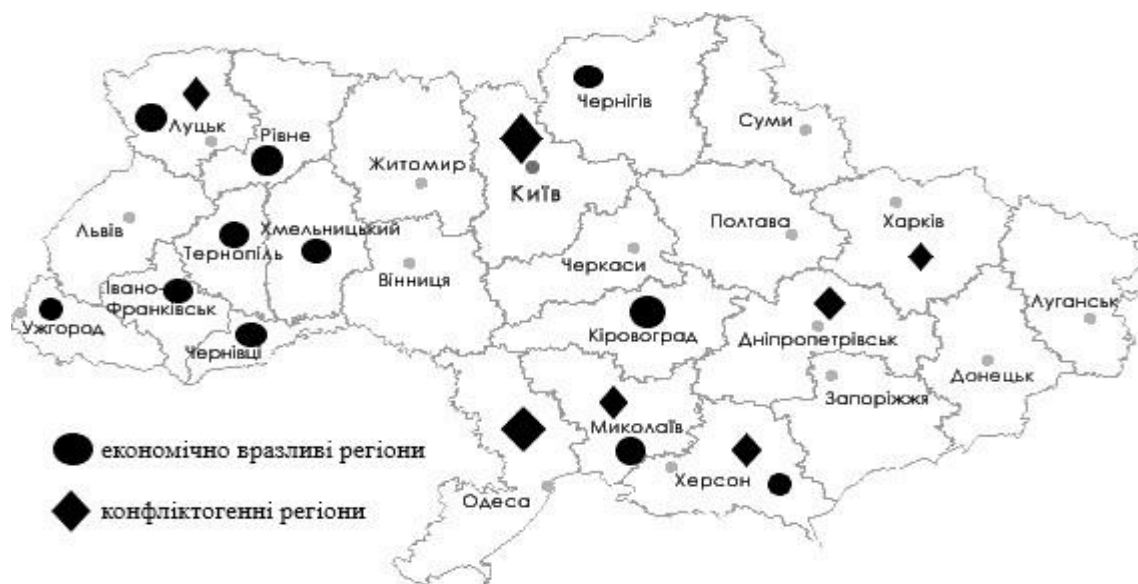 Чернігів
Суми
Луцьк
Рівне
Житомир
Київ
Львів
Тернопіль
Хмельницький
Полтава
Харків
Вінниця
Черкаси
Івано-
Франківськ
Ужгород
Чернівці
Кіровоград
Дніпропетрівськ
Луганськ
Донецьк
Запоріжжя
Миколаїв
Херсон
Одеса
економічно вразливі регіони
конфліктогенні регіони